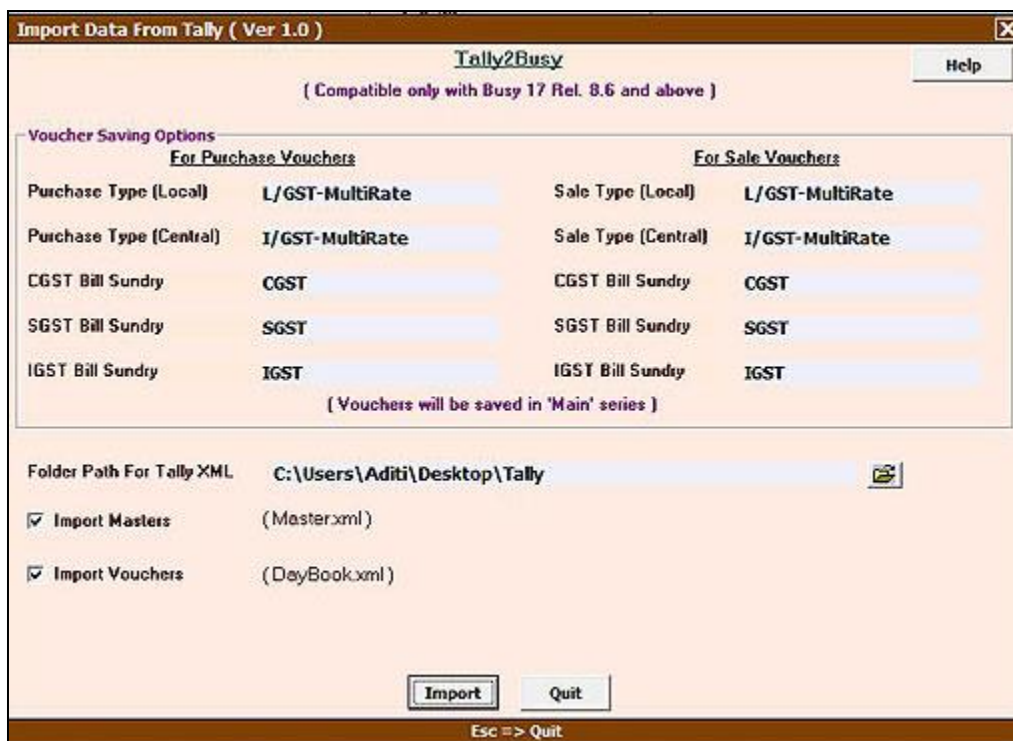 Import Data From Tally ( Ver 1.0 )
Tally2Busy
Help
( Compatible only with Busy 17 Rel. 8.6 and above )
Voucher Saving Options
For Purchase Vouchers For Sale Vouchers
Purchase Type (Local) L/GST-MultiRate Sale Type (Local) L/GST-MultiRate
Purchase Type (Central) I/GST-MultiRate Sale Type (Central) I/GST-MultiRate
CGST Bill Sundry CGST CGST Bill Sundry CGST
SGST Bill Sundry SGST SGST Bill Sundry SGST
IGST Bill Sundry IGST IGST Bill Sundry IGST
( Vouchers will be saved in 'Main' series )
Folder Path For Tally XML C:\Users\Aditi\Desktop\Tally
Import Masters (Master.xml)
Import Vouchers (DayBook.xml)
Import Quit
Esc => Quit